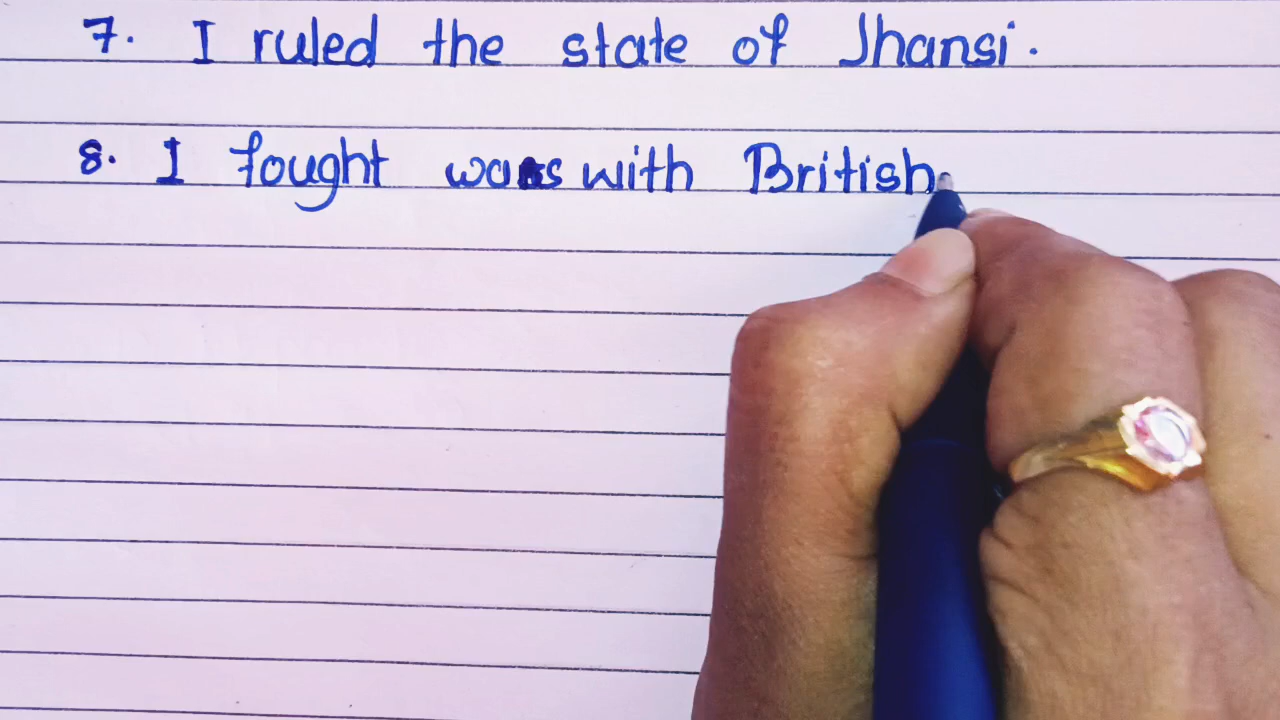 7. I ruled the state of Jhansi.
8. I fought wars with British.